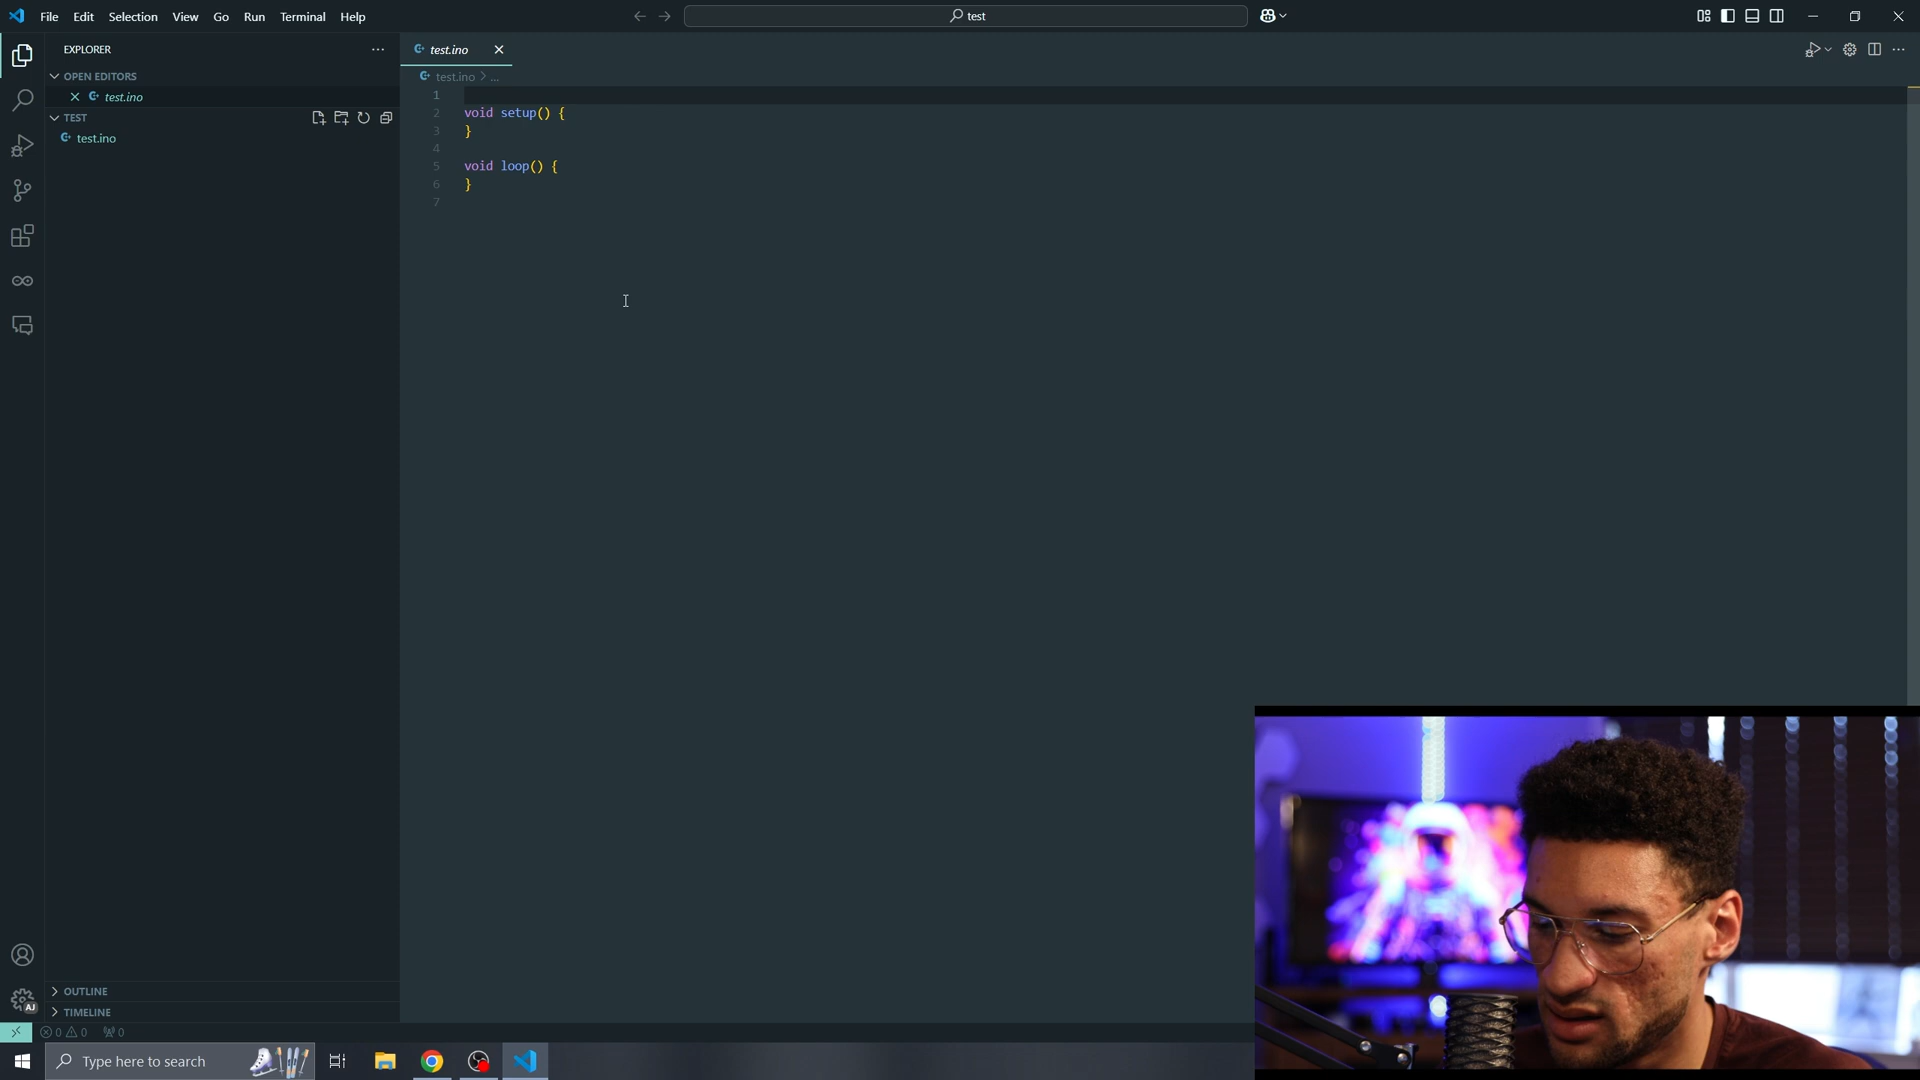 File Edit Selection View Go Run Terminal Help
test
EXPLORER
OPEN EDITORS
test.ino
TEST
test.ino
OUTLINE
TIMELINE
test.ino
test.ino > ...
1
2 void setup() {
3 }
4
5 void loop() {
6 }
7
AJ
0 0 0
Type here to search